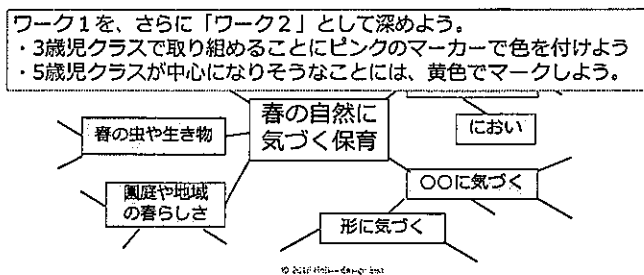 ワーク1を、さらに「ワーク2」として深めよう。
・3歳児クラスで取り組めることにピンクのマーカーで色を付けよう
・5歳児クラスが中心になりそうなことには、黄色でマークしよう。
春の自然に
気づく保育
春の虫や生き物
におい
園庭や地域
の春らしさ
〇〇に気づく
形に気づく